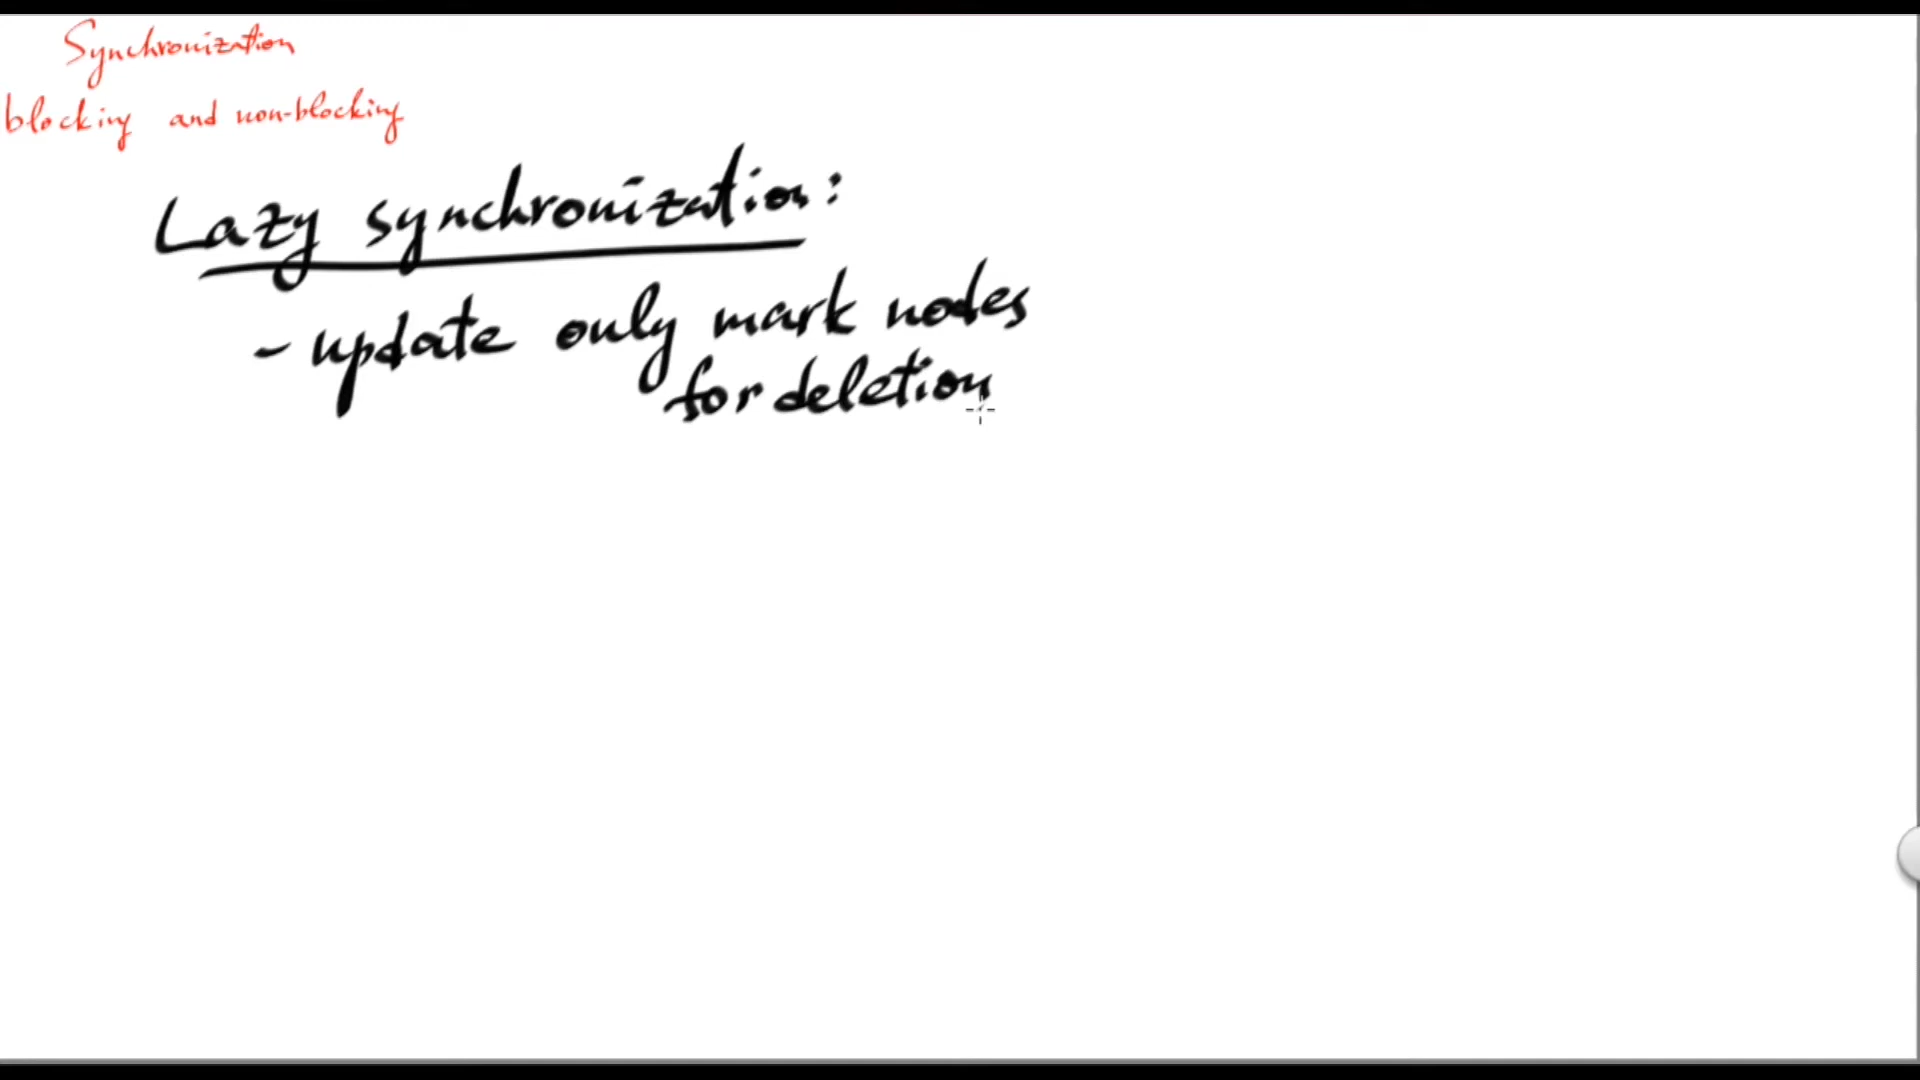 Synchronization
blocking and non-blocking
Lazy synchronization:
- update only mark nodes
for deletion